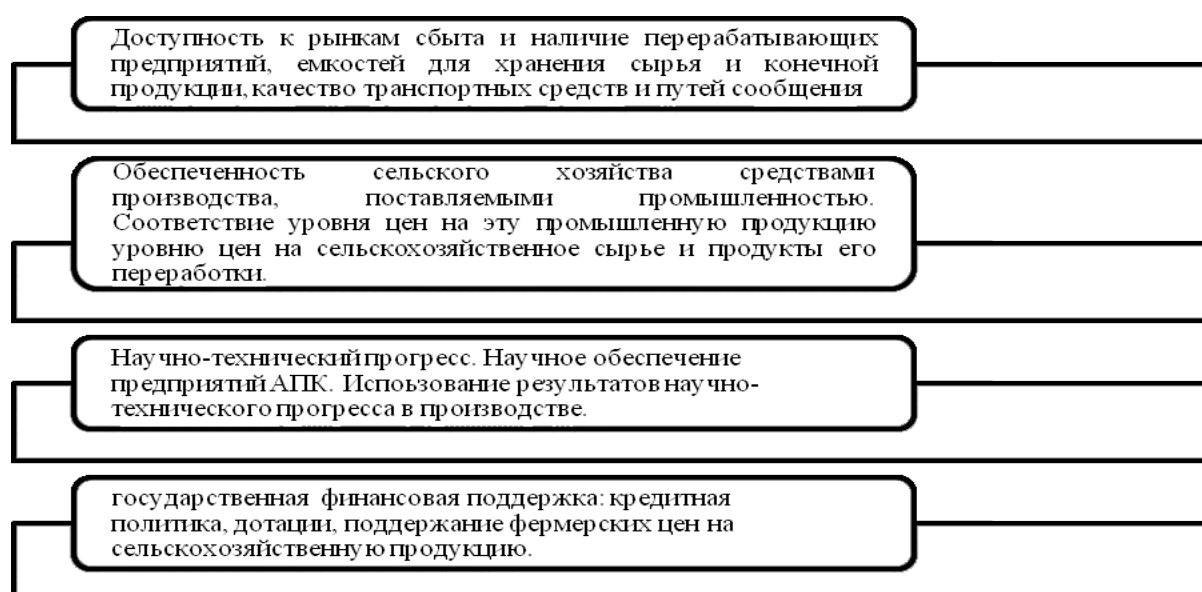 Доступность к рынкам сбыта и наличие перерабатывающих
предприятий, емкостей для хранения сырья и конечной
продукции, качество транспортных средств и путей сообщения
Обеспеченность сельского хозяйства средствами
производства, поставляемыми промышленностью.
Соответствие уровня цен на эту промышленную продукцию
уровню цен на сельскохозяйственное сырье и продукты его
переработки.
Научно-технический прогресс. Научное обеспечение
предприятий АПК. Испоьзование результатов научно-
технического прогресса в производстве.
государственная финансовая поддержка: кредитная
политика, дотации, поддержание фермерских цен на
сельскохозяйственную продукцию.